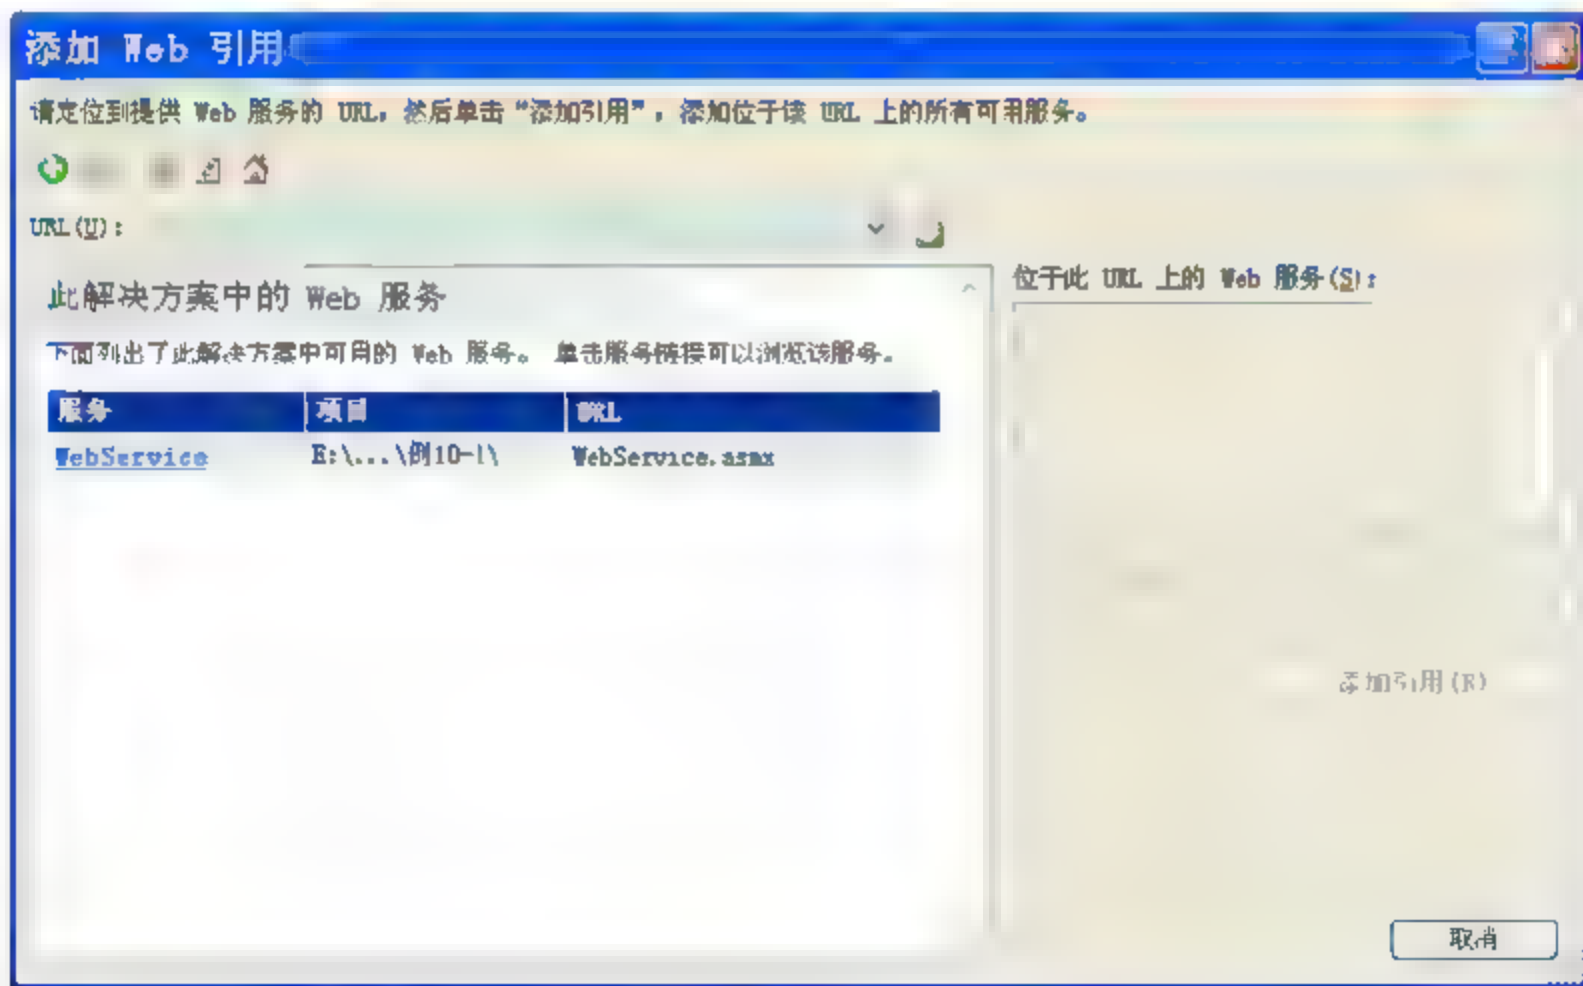 添加 Web 引用
请定位到提供 Web 服务的 URL，然后单击“添加引用”，添加位于该 URL 上的所有可用服务。
URL(U):
位于此 URL 上的 Web 服务(S):
此解决方案中的 Web 服务
下面列出了此解决方案中可用的 Web 服务。 单击服务链接可以浏览该服务。
服务 项目 URL
WebService E:\...\例10-1\ WebService.asmx
添加引用(R)
取消